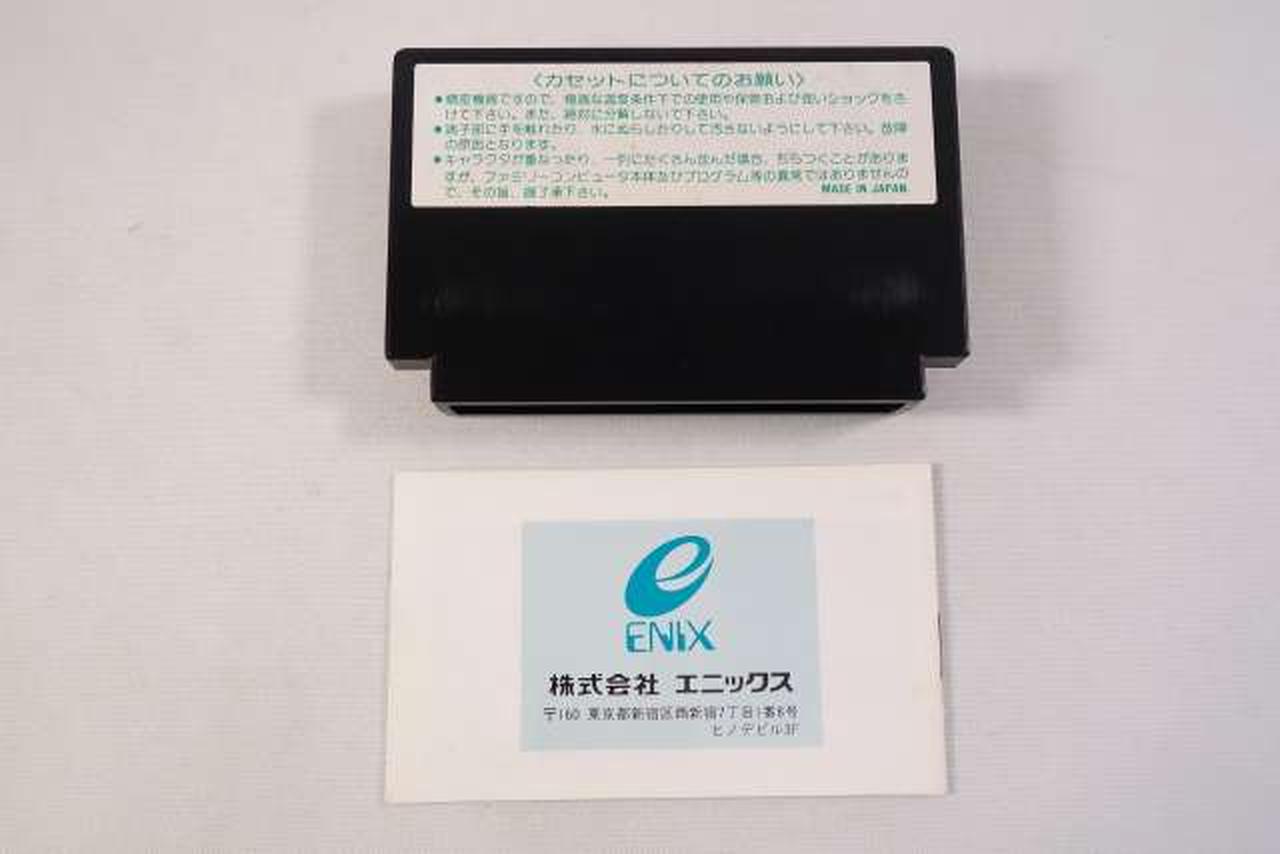 〈カセットについてのお願い〉
●精密機器ですので、極端な温度条件下での使用や保管および強いショックをさ
けて下さい。また、絶対に分解しないで下さい。
●端子部に手を触れたり、水にぬらしたりして汚さないようにして下さい。故障
の原因となります。
●キャラクタが重なったり、一列にたくさん並んだ場合、ちらつくことがありま
すが、ファミリーコンピュータ本体及びプログラム等の異常ではありませんの
で、その旨、御了承下さい。 MADE IN JAPAN
e
ENIX
株式会社 エニックス
〒160 東京都新宿区西新宿7丁目1番8号
ヒノデビル3F